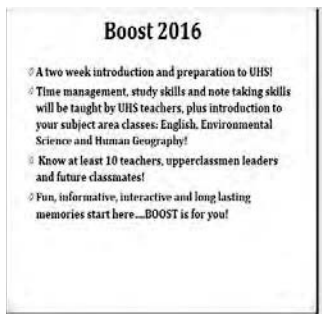 Boost 2016
A two week introduction and preparation to UHS!
Time management, study skills and note taking skills
will be taught by UHS teachers, plus introduction to
your subject area classes: English, Environmental
Science and Human Geography!
Know at least 10 teachers, upperclassmen leaders
and future classmates!
Fun, informative, interactive and long lasting
memories start here....BOOST is for you!